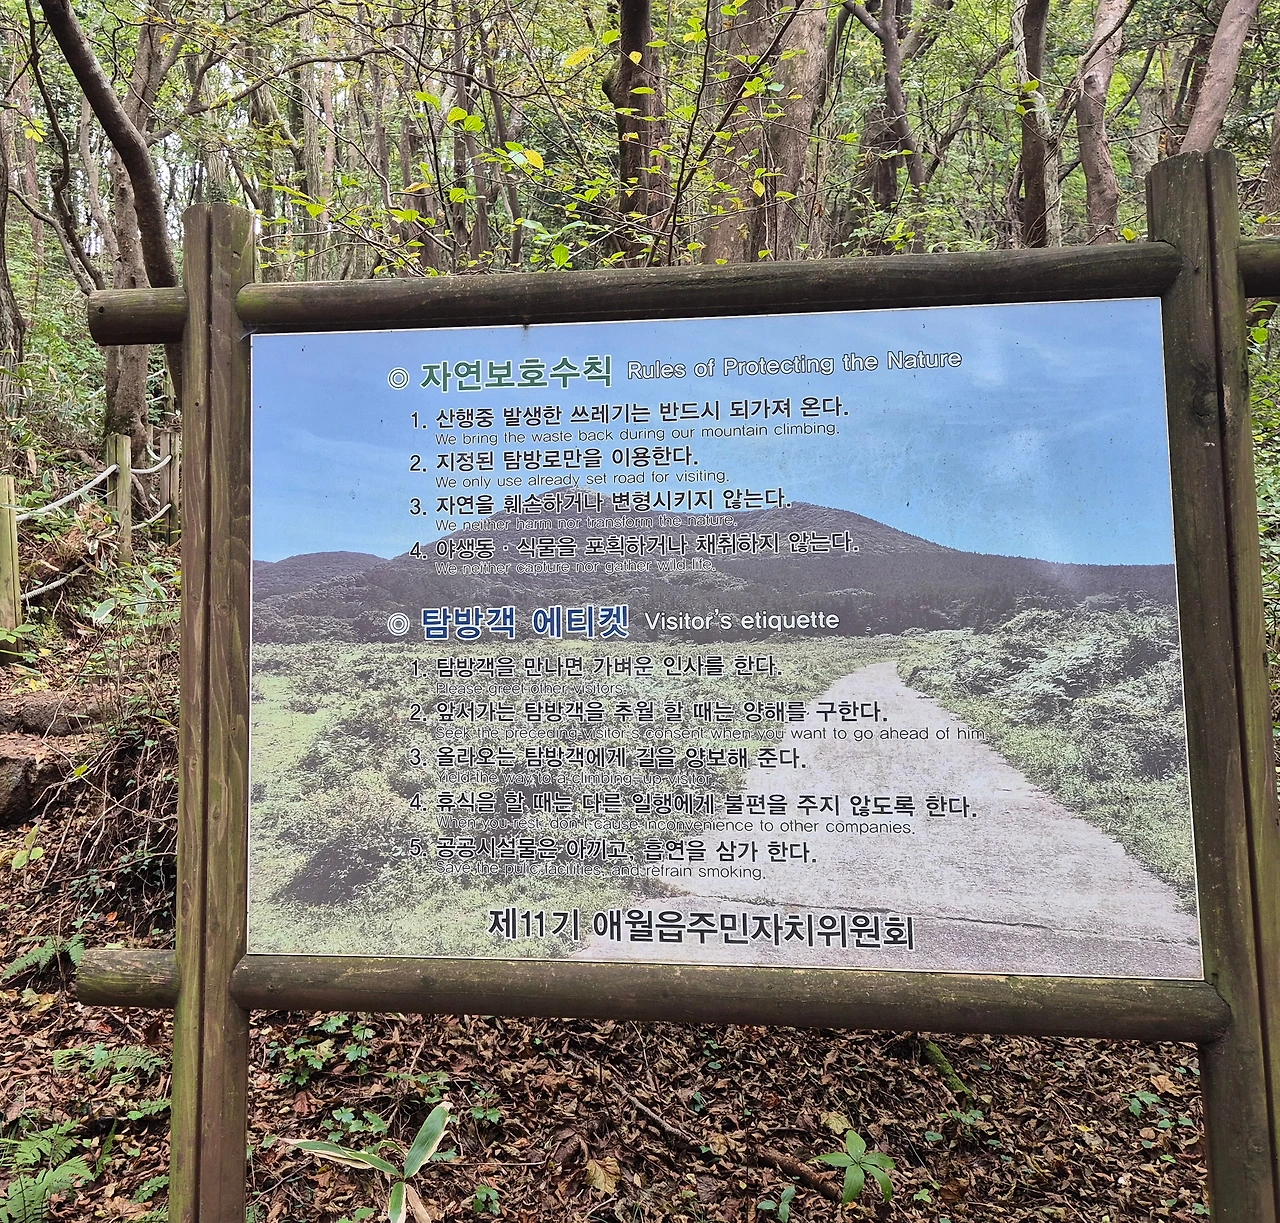 ◎ 자연보호수칙 Rules of Protecting the Nature
1. 산행중 발생한 쓰레기는 반드시 되가져 온다.
We bring the waste back during our mountain climbing.
2. 지정된 탐방로만을 이용한다.
We only use already set road for visiting.
3. 자연을 훼손하거나 변형시키지 않는다.
We neither harm nor transform the nature.
4. 야생동·식물을 포획하거나 채취하지 않는다.
We neither capture nor gather wild life.
◎ 탐방객 에티켓 Visitor's etiquette
1. 탐방객을 만나면 가벼운 인사를 한다.
Please greet other visitors.
2. 앞서가는 탐방객을 추월 할 때는 양해를 구한다.
Seek the preceding visitor's consent when you want to go ahead of him.
3. 올라오는 탐방객에게 길을 양보해 준다.
Yield the way to a climbing-up visitor.
4. 휴식을 할 때는 다른 일행에게 불편을 주지 않도록 한다.
When you rest, don't cause inconvenience to other companies.
5. 공공시설물은 아끼고, 흡연을 삼가 한다.
Save the pulic facilities, and refrain smoking.
제11기 애월읍주민자치위원회